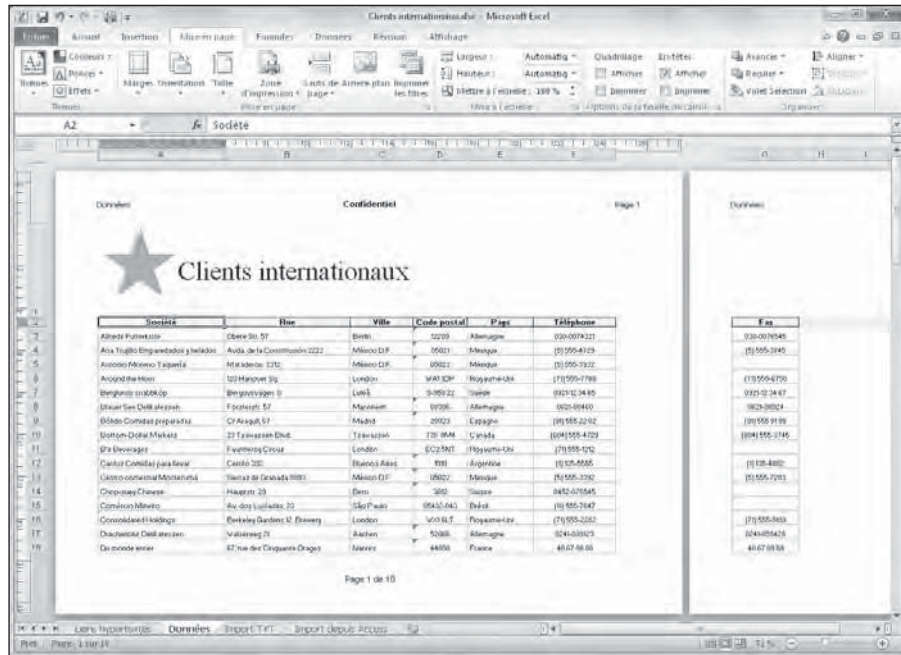 Clients internationaux.xlsx - Microsoft Excel
Fichier Accueil Insertion Mise en page Formules Données Révision Affichage
Couleurs Largeur : Automatiq Quadrillage En-têtes Avancer Aligner
Thèmes Polices Marges Orientation Taille Zone Sauts de Arrière-plan Imprimer Hauteur : Automatiq Afficher Afficher Reculer
Effets d'impression page les titres Mettre à l'échelle : 100 % Imprimer Imprimer Volet Sélection
Thèmes Mise en page Mise à l'échelle Options de la feuille de calcul Organiser
A2 fx Société
A B C D E F G H I
Données Confidentiel Page 1 Données
Clients internationaux
Société Rue Ville Code postal Pays Téléphone Fax
Alfreds Futterkiste Obere Str. 57 Berlin 12209 Allemagne 030-0074321 030-0076545
Ana Trujillo Emparedados y helados Avda. de la Constitución 2222 México D.F. 05021 Mexique (5) 555-4729 (5) 555-3745
Antonio Moreno Taquería Mataderos 2312 México D.F. 05023 Mexique (5) 555-3932
Around the Horn 120 Hanover Sq. London WA1 1DP Royaume-Uni (71) 555-7788 (71) 555-6750
Berglunds snabbköp Berguvsvägen 8 Luleå S-958 22 Suède 0921-12 34 65 0921-12 34 67
Blauer See Delikatessen Forsterstr. 57 Mannheim 68306 Allemagne 0621-08460 0621-08924
Bólido Comidas preparadas C/ Araquil, 67 Madrid 28023 Espagne (91) 555 22 82 (91) 555 91 99
Bottom-Dollar Markets 23 Tsawassen Blvd. Tsawassen T2F 8M4 Canada (604) 555-4729 (604) 555-3745
B's Beverages Fauntleroy Circus London EC2 5NT Royaume-Uni (71) 555-1212
Cactus Comidas para llevar Cerrito 333 Buenos Aires 1010 Argentine (1) 135-5555 (1) 135-4892
Centro comercial Moctezuma Sierras de Granada 9993 México D.F. 05022 Mexique (5) 555-3392 (5) 555-7293
Chop-suey Chinese Hauptstr. 29 Bern 3012 Suisse 0452-076545
Comércio Mineiro Av. dos Lusíadas, 23 São Paulo 05432-043 Brésil (11) 555-7647
Consolidated Holdings Berkeley Gardens 12, Brewery London WX1 6LT Royaume-Uni (71) 555-2282 (71) 555-9199
Drachenblut Delikatessen Walserweg 21 Aachen 52066 Allemagne 0241-039123 0241-059428
Du monde entier 67, rue des Cinquante Otages Nantes 44000 France 40.67.88.88 40.67.89.89
Page 1 de 10
Liens hypertextes Données Import TXT Import depuis Access
Prêt Page : 1 sur 10 71 %